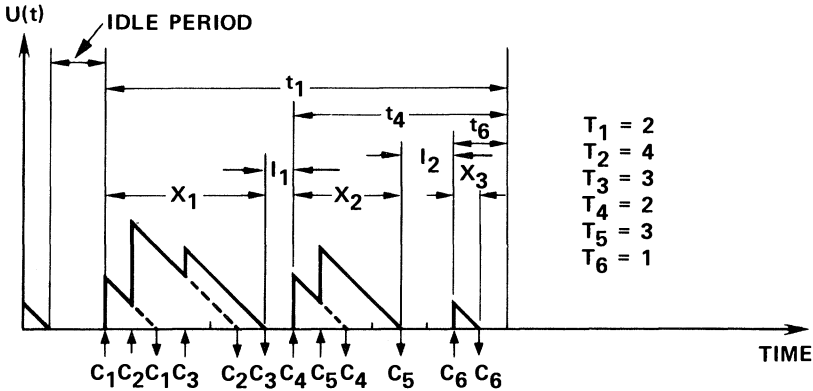 U(t)
IDLE PERIOD
t1
t4
t6
I1
I2
X1
X2
X3
T1 = 2
T2 = 4
T3 = 3
T4 = 2
T5 = 3
T6 = 1
TIME
C1 C2 C1 C3 C2 C3 C4 C5 C4 C5 C6 C6